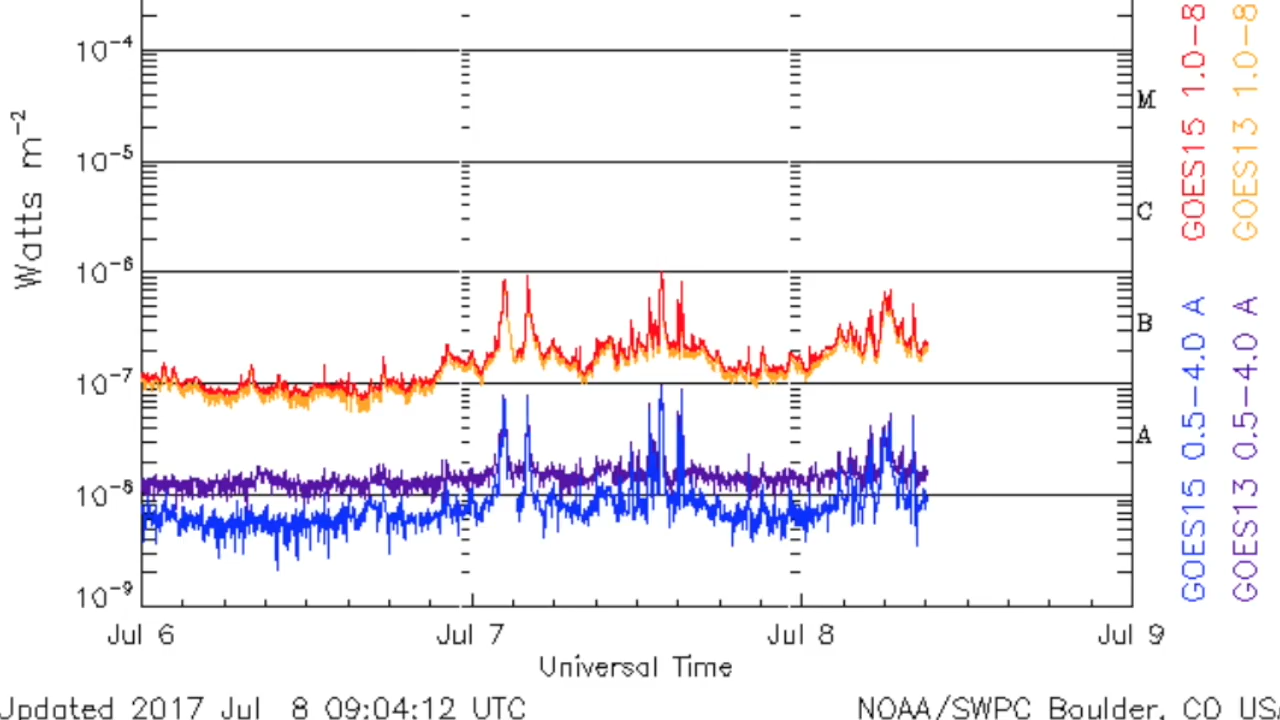 10⁻⁴
10⁻⁵
10⁻⁶
10⁻⁷
10⁻⁸
10⁻⁹
Watts m⁻²
M
C
B
A
Jul 6
Jul 7
Jul 8
Jul 9
Universal Time
GOES15 1.0-8
GOES13 1.0-8
GOES15 0.5-4.0 A
GOES13 0.5-4.0 A
Updated 2017 Jul 8 09:04:12 UTC
NOAA/SWPC Boulder, CO USA